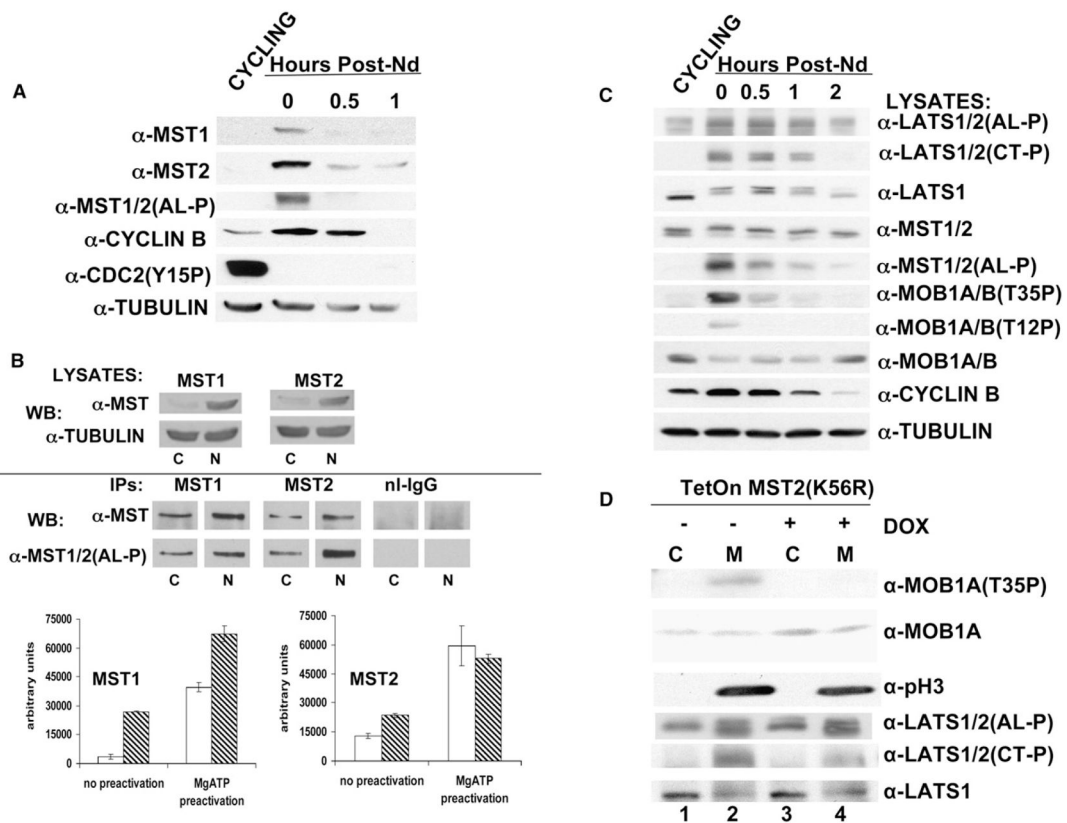 A
CYCLING
Hours Post-Nd
0 0.5 1
α-MST1
α-MST2
α-MST1/2(AL-P)
α-CYCLIN B
α-CDC2(Y15P)
α-TUBULIN
B
LYSATES:
MST1 MST2
WB: α-MST
α-TUBULIN
C N C N
IPs: MST1 MST2 nl-IgG
WB: α-MST
α-MST1/2(AL-P)
C N C N C N
arbitrary units
75000
60000
45000
30000
15000
0
MST1
no preactivation
MgATP
preactivation
arbitrary units
75000
60000
45000
30000
15000
0
MST2
no preactivation
MgATP
preactivation
C
CYCLING
Hours Post-Nd
0 0.5 1 2
LYSATES:
α-LATS1/2(AL-P)
α-LATS1/2(CT-P)
α-LATS1
α-MST1/2
α-MST1/2(AL-P)
α-MOB1A/B(T35P)
α-MOB1A/B(T12P)
α-MOB1A/B
α-CYCLIN B
α-TUBULIN
D
TetOn MST2(K56R)
- - + + DOX
C M C M
α-MOB1A(T35P)
α-MOB1A
α-pH3
α-LATS1/2(AL-P)
α-LATS1/2(CT-P)
α-LATS1
1 2 3 4